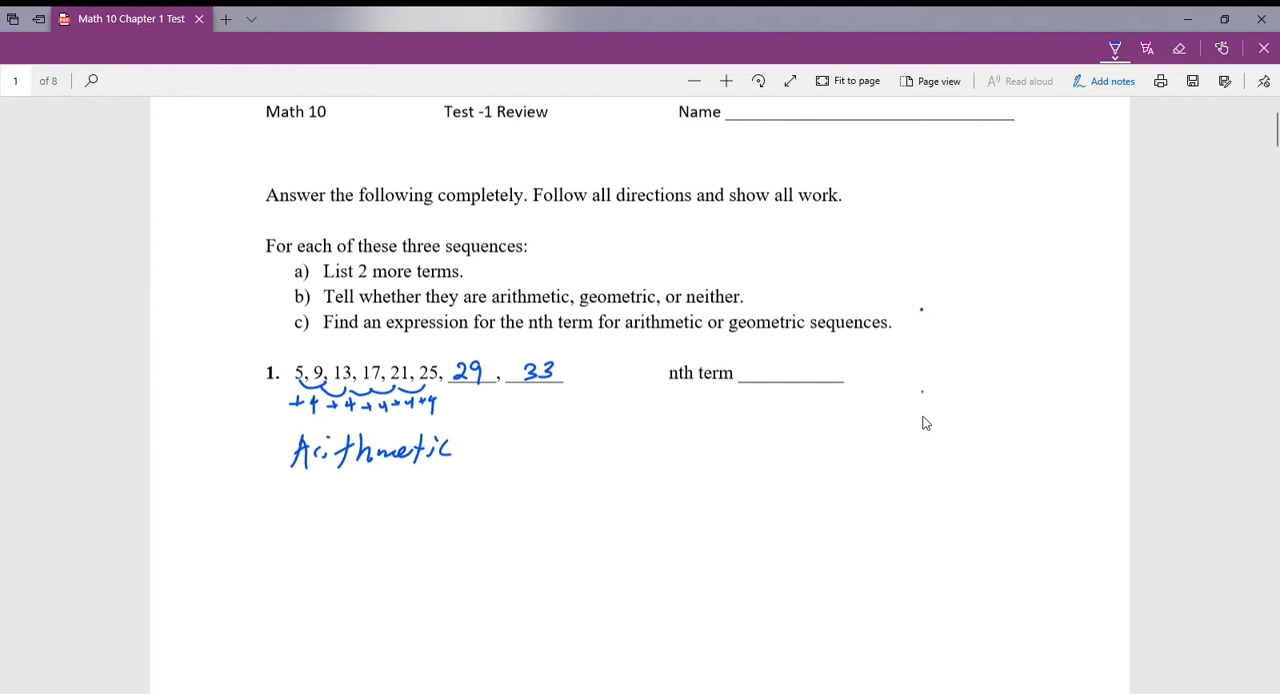 Math 10 Chapter 1 Test
1 of 8 Fit to page Page view Read aloud Add notes
Math 10 Test -1 Review Name
Answer the following completely. Follow all directions and show all work.
For each of these three sequences:
a) List 2 more terms.
b) Tell whether they are arithmetic, geometric, or neither.
c) Find an expression for the nth term for arithmetic or geometric sequences.
1. 5, 9, 13, 17, 21, 25, 29, 33 nth term
+4 +4 +4 +4 +4
Arithmetic